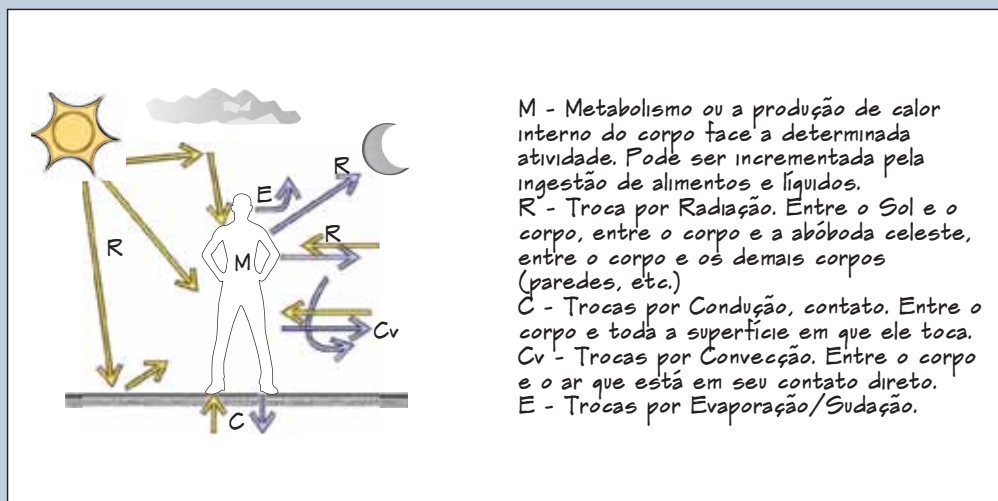 R
E
R
R
M
Cv
C
M - Metabolismo ou a produção de calor
interno do corpo face a determinada
atividade. Pode ser incrementada pela
ingestão de alimentos e líquidos.
R - Troca por Radiação. Entre o Sol e o
corpo, entre o corpo e a abóboda celeste,
entre o corpo e os demais corpos
(paredes, etc.)
C - Trocas por Condução, contato. Entre o
corpo e toda a superfície em que ele toca.
Cv - Trocas por Convecção. Entre o corpo
e o ar que está em seu contato direto.
E - Trocas por Evaporação/Sudação.